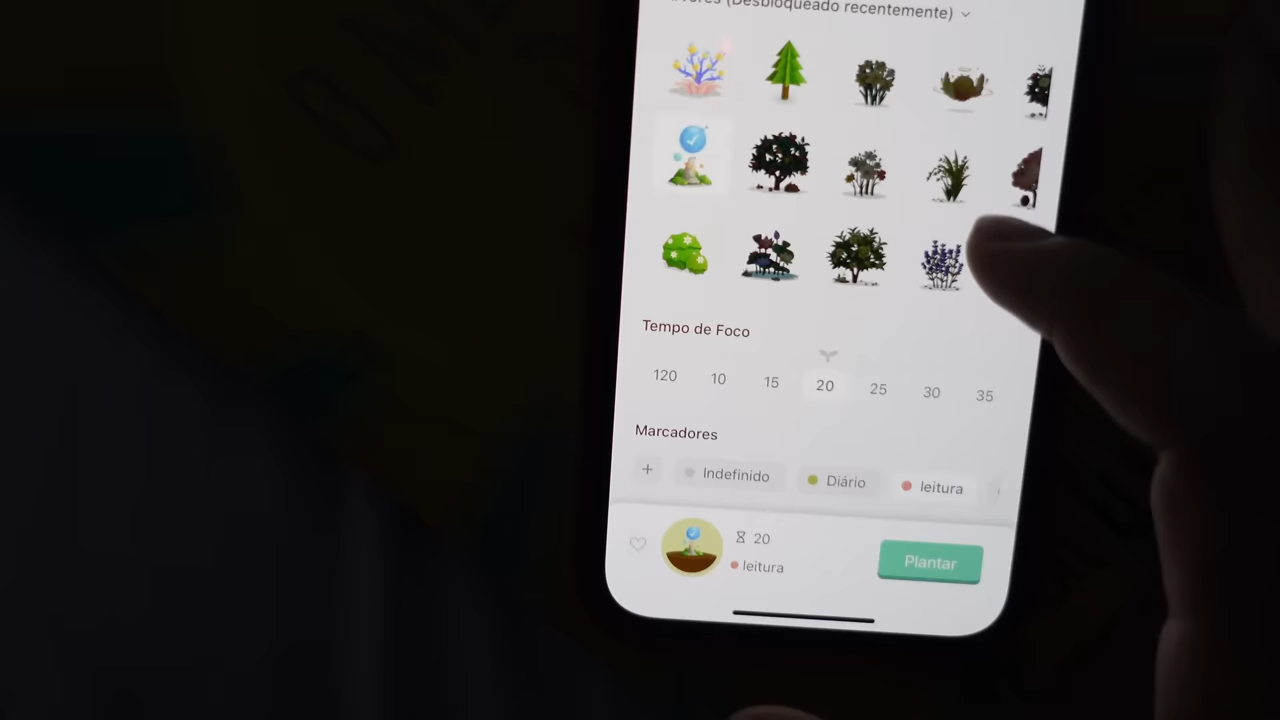 (Desbloqueado recentemente)
Tempo de Foco
120 10 15 20 25 30 35
Marcadores
+ Indefinido Diário leitura
20
leitura
Plantar